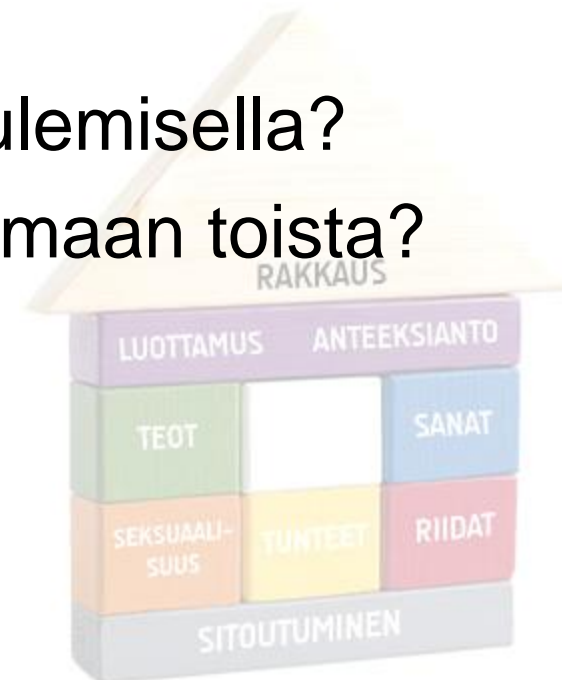 ulemisella?
maan toista?
RAKKAUS
LUOTTAMUS ANTEEKSIANTO
TEOT SANAT
SEKSUAALI-
SUUS TUNTEET RIIDAT
SITOUTUMINEN